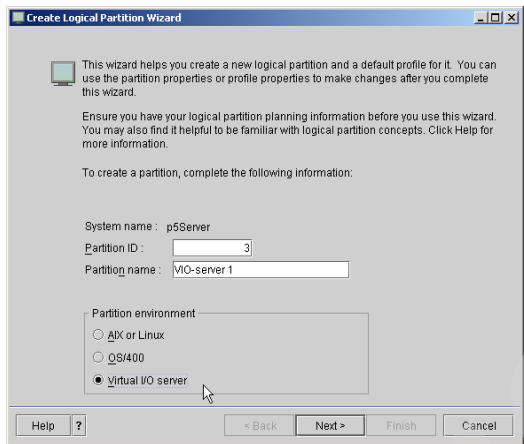 Create Logical Partition Wizard
This wizard helps you create a new logical partition and a default profile for it. You can
use the partition properties or profile properties to make changes after you complete
this wizard.
Ensure you have your logical partition planning information before you use this wizard.
You may also find it helpful to be familiar with logical partition concepts. Click Help for
more information.
To create a partition, complete the following information:
System name : p5Server
Partition ID : 3
Partition name : VIO-server 1
Partition environment
AIX or Linux
OS/400
Virtual I/O server
Help ? < Back Next > Finish Cancel